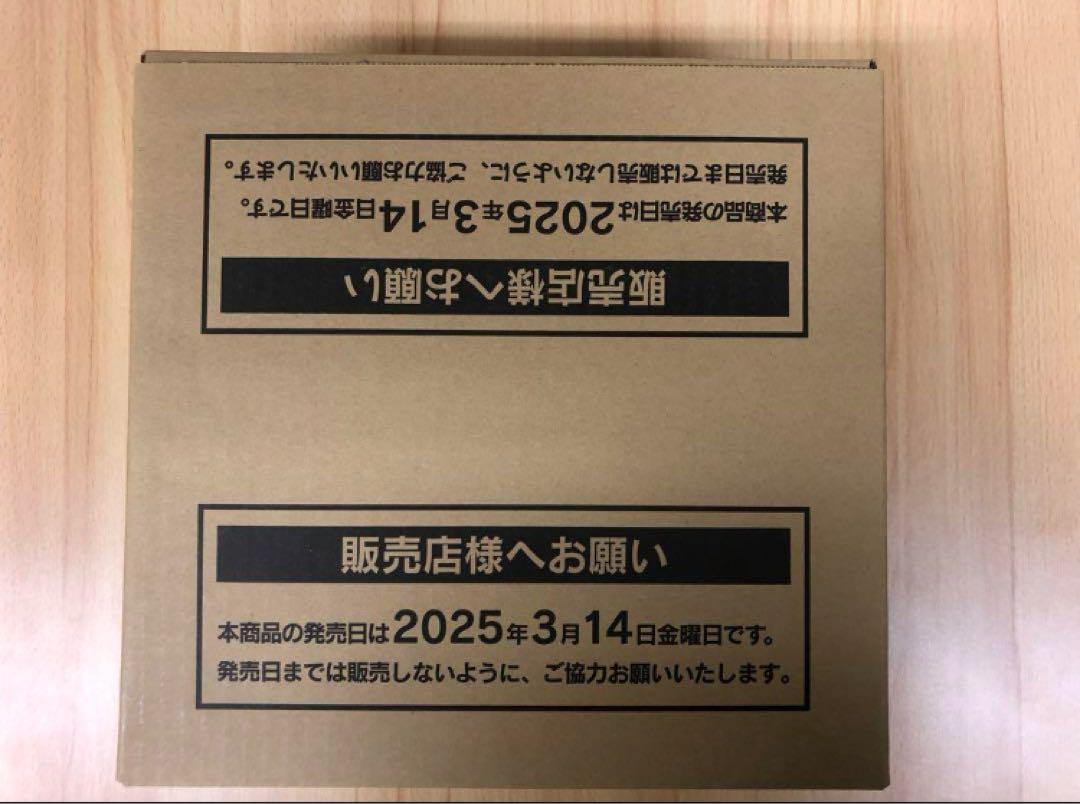 販売店様へお願い
本商品の発売日は2025年3月14日金曜日です。
発売日までは販売しないように、ご協力お願いいたします。
販売店様へお願い
本商品の発売日は2025年3月14日金曜日です。
発売日までは販売しないように、ご協力お願いいたします。